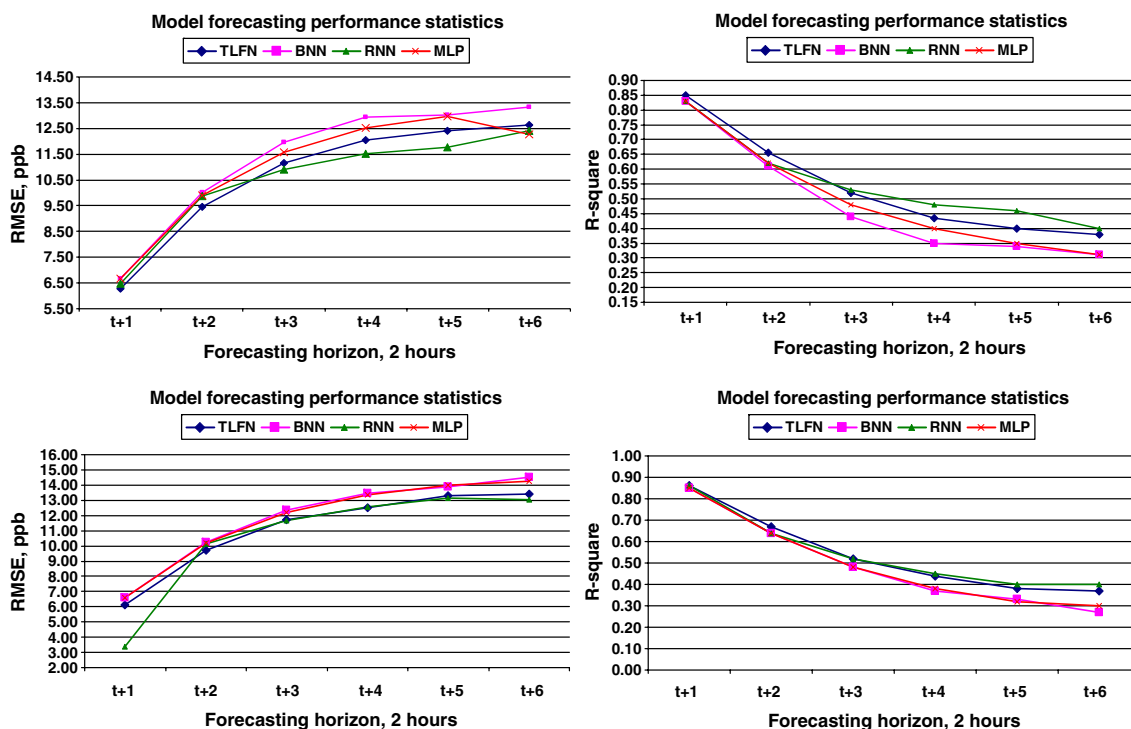 Model forecasting performance statistics
TLFN BNN RNN MLP
RMSE, ppb
14.50
13.50
12.50
11.50
10.50
9.50
8.50
7.50
6.50
5.50
t+1 t+2 t+3 t+4 t+5 t+6
Forecasting horizon, 2 hours
Model forecasting performance statistics
TLFN BNN RNN MLP
R-square
0.90
0.85
0.80
0.75
0.70
0.65
0.60
0.55
0.50
0.45
0.40
0.35
0.30
0.25
0.20
0.15
t+1 t+2 t+3 t+4 t+5 t+6
Forecasting horizon, 2 hours
Model forecasting performance statistics
TLFN BNN RNN MLP
RMSE, ppb
16.00
15.00
14.00
13.00
12.00
11.00
10.00
9.00
8.00
7.00
6.00
5.00
4.00
3.00
2.00
t+1 t+2 t+3 t+4 t+5 t+6
Forecasting horizon, 2 hours
Model forecasting performance statistics
TLFN BNN RNN MLP
R-square
1.00
0.90
0.80
0.70
0.60
0.50
0.40
0.30
0.20
0.10
0.00
t+1 t+2 t+3 t+4 t+5 t+6
Forecasting horizon, 2 hours